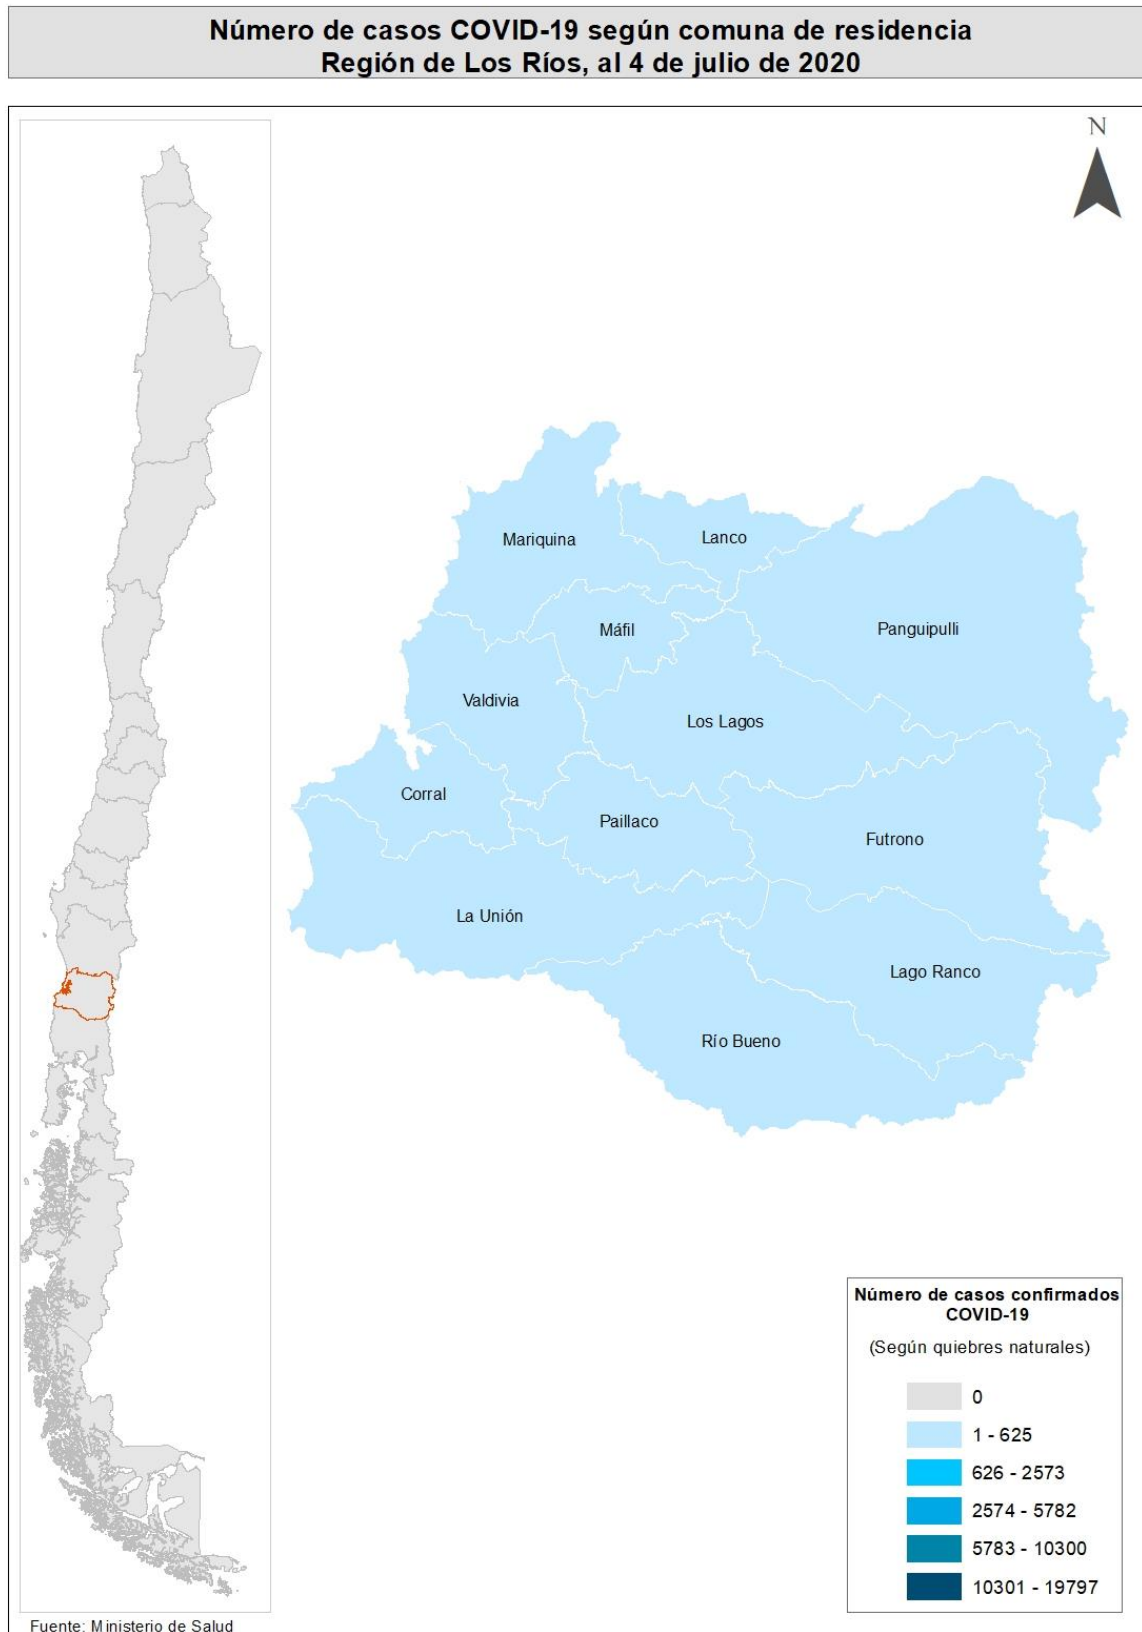 Número de casos COVID-19 según comuna de residencia
Región de Los Ríos, al 4 de julio de 2020
N
Mariquina
Lanco
Máfil
Panguipulli
Valdivia
Los Lagos
Corral
Paillaco
Futrono
La Unión
Lago Ranco
Río Bueno
Número de casos confirmados
COVID-19
(Según quiebres naturales)
0
1 - 625
626 - 2573
2574 - 5782
5783 - 10300
10301 - 19797
Fuente: Ministerio de Salud